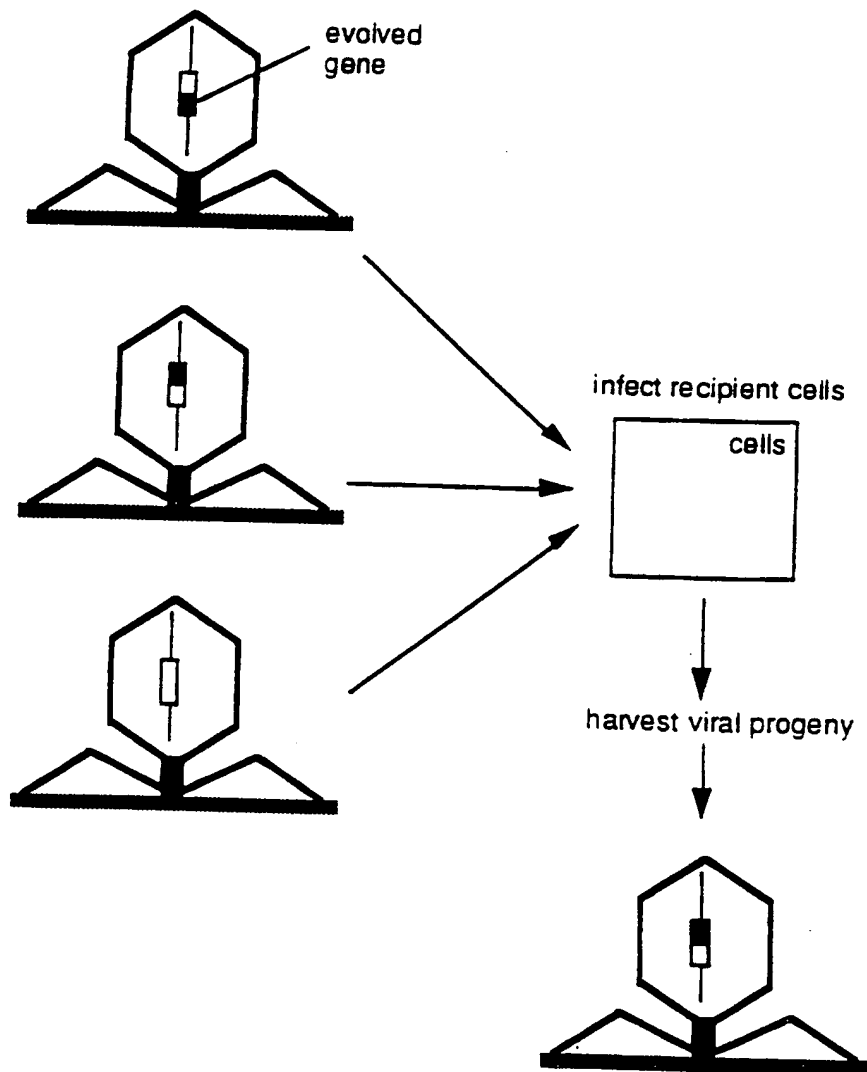 evolved
gene
infect recipient cells
cells
harvest viral progeny